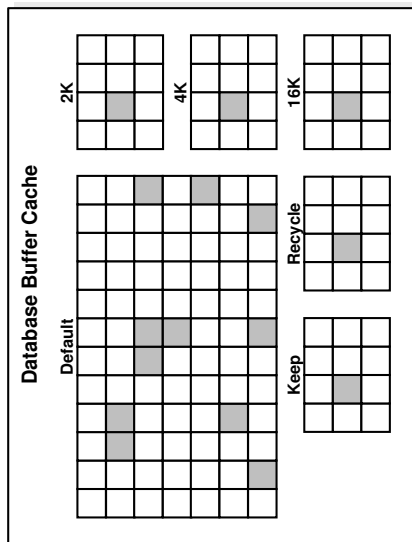 Database Buffer Cache
Default
2K
4K
16K
Keep
Recycle